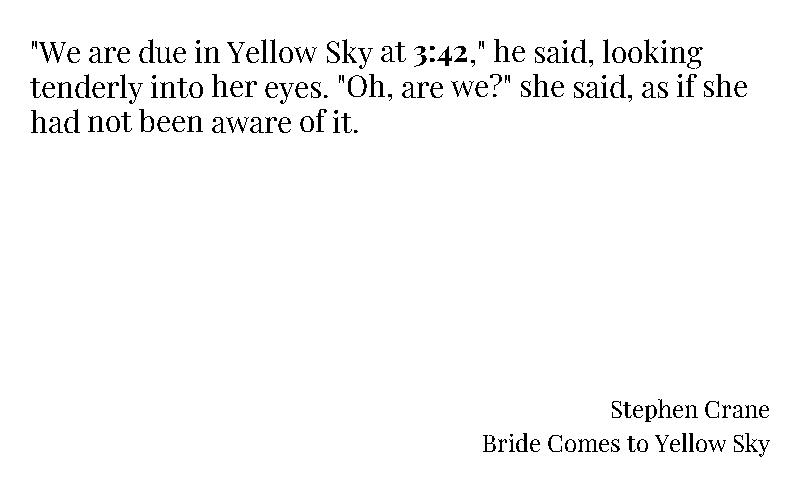 "We are due in Yellow Sky at 3:42," he said, looking
tenderly into her eyes. "Oh, are we?" she said, as if she
had not been aware of it.
Stephen Crane
Bride Comes to Yellow Sky